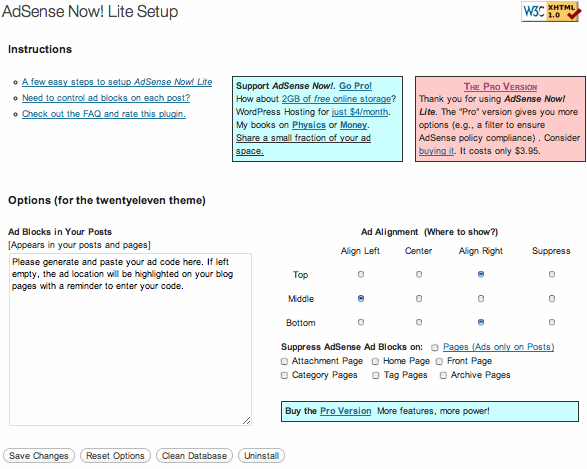 AdSense Now! Lite Setup
W3C XHTML 1.0
Instructions
A few easy steps to setup AdSense Now! Lite
Need to control ad blocks on each post?
Check out the FAQ and rate this plugin.
Support AdSense Now!. Go Pro!
How about 2GB of free online storage?
WordPress Hosting for just $4/month.
My books on Physics or Money.
Share a small fraction of your ad
space.
The Pro Version
Thank you for using AdSense Now!
Lite. The "Pro" version gives you more
options (e.g., a filter to ensure
AdSense policy compliance) . Consider
buying it. It costs only $3.95.
Options (for the twentyeleven theme)
Ad Blocks in Your Posts
[Appears in your posts and pages]
Please generate and paste your ad code here. If left
empty, the ad location will be highlighted on your blog
pages with a reminder to enter your code.
Ad Alignment (Where to show?)
Align Left Center Align Right Suppress
Top
Middle
Bottom
Suppress AdSense Ad Blocks on: Pages (Ads only on Posts)
Attachment Page Home Page Front Page
Category Pages Tag Pages Archive Pages
Buy the Pro Version More features, more power!
Save Changes Reset Options Clean Database Uninstall